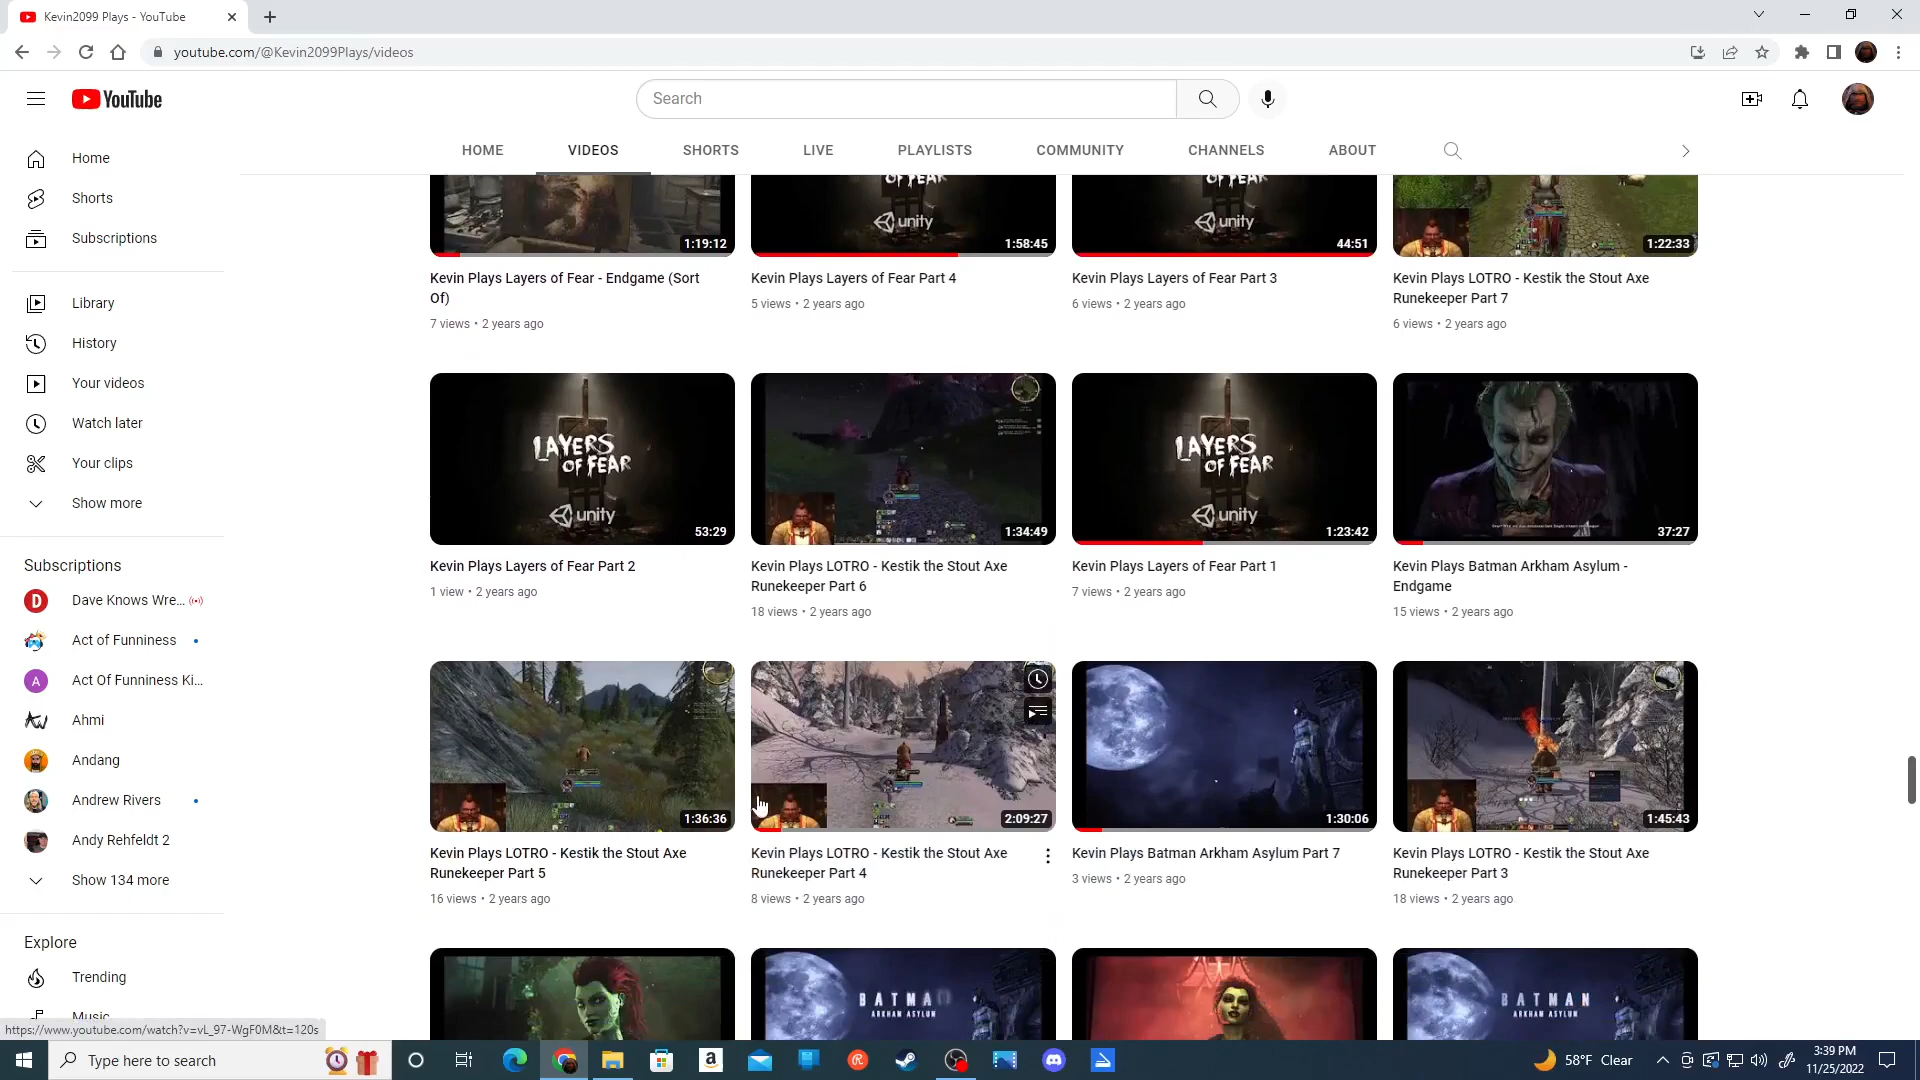 Kevin2099 Plays - YouTube
youtube.com/@Kevin2099Plays/videos
YouTube
Search
HOME VIDEOS SHORTS LIVE PLAYLISTS COMMUNITY CHANNELS ABOUT
Home
Shorts
Subscriptions
Library
History
Your videos
Watch later
Your clips
Show more
Subscriptions
Dave Knows Wre...
Act of Funniness
Act Of Funniness Ki...
Ahmi
Andang
Andrew Rivers
Andy Rehfeldt 2
Show 134 more
Explore
Trending
Music
1:19:12
Kevin Plays Layers of Fear - Endgame (Sort
Of)
7 views • 2 years ago
OF FEAR
unity
1:58:45
Kevin Plays Layers of Fear Part 4
5 views • 2 years ago
OF FEAR
unity
44:51
Kevin Plays Layers of Fear Part 3
6 views • 2 years ago
1:22:33
Kevin Plays LOTRO - Kestik the Stout Axe
Runekeeper Part 7
6 views • 2 years ago
LAYERS
OF FEAR
unity
53:29
Kevin Plays Layers of Fear Part 2
1 view • 2 years ago
1:34:49
Kevin Plays LOTRO - Kestik the Stout Axe
Runekeeper Part 6
18 views • 2 years ago
LAYERS
OF FEAR
unity
1:23:42
Kevin Plays Layers of Fear Part 1
7 views • 2 years ago
37:27
Kevin Plays Batman Arkham Asylum -
Endgame
15 views • 2 years ago
1:36:36
Kevin Plays LOTRO - Kestik the Stout Axe
Runekeeper Part 5
16 views • 2 years ago
2:09:27
Kevin Plays LOTRO - Kestik the Stout Axe
Runekeeper Part 4
8 views • 2 years ago
1:30:06
Kevin Plays Batman Arkham Asylum Part 7
3 views • 2 years ago
1:45:43
Kevin Plays LOTRO - Kestik the Stout Axe
Runekeeper Part 3
18 views • 2 years ago
BATMA
ARKHAM ASYLUM
BATMAN
ARKHAM ASYLUM
https://www.youtube.com/watch?v=vL_97-WgF0M&t=120s
Type here to search
58°F Clear
3:39 PM
11/25/2022